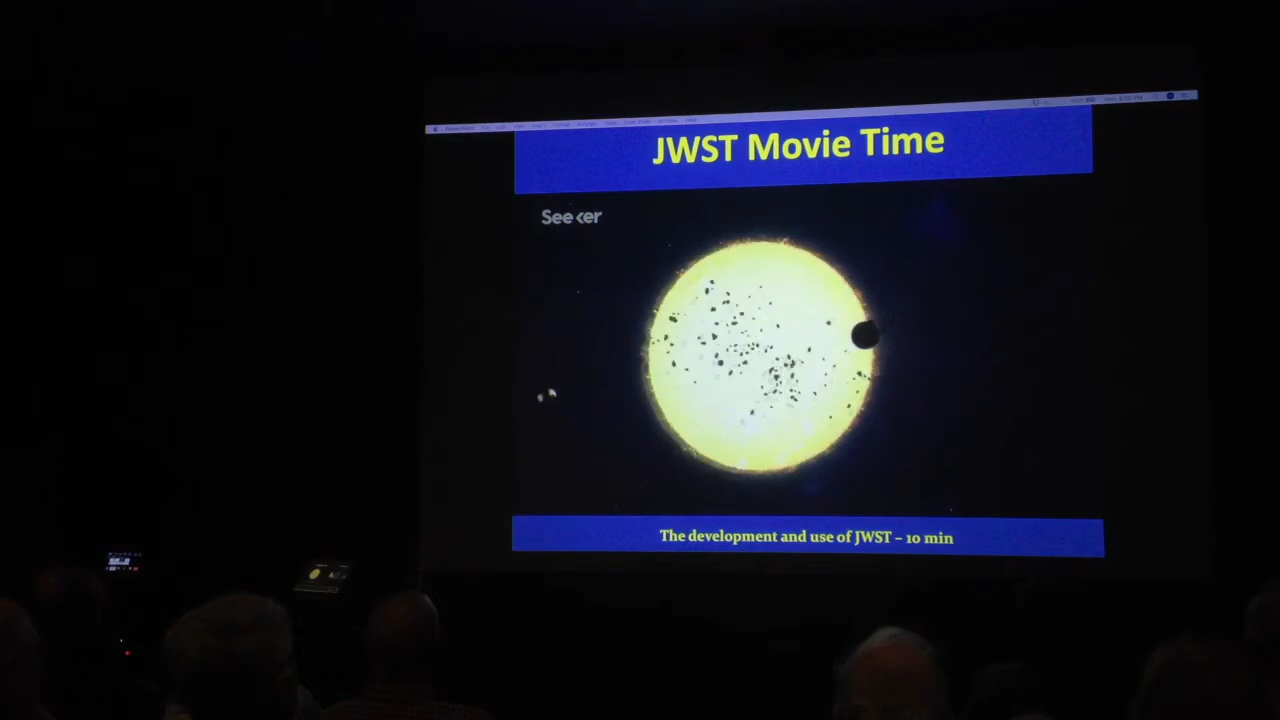 JWST Movie Time
Seeker
The development and use of JWST – 10 min